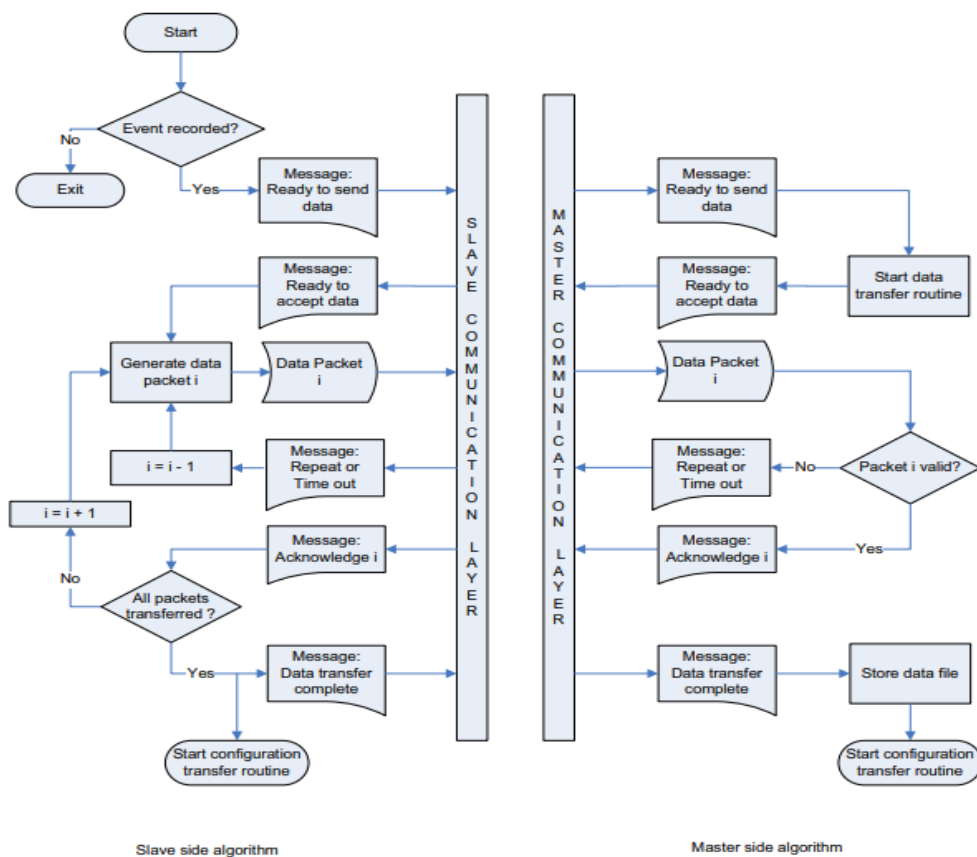 Start
Event recorded?
No
Exit
Yes
Message:
Ready to send
data
Message:
Ready to
accept data
Generate data
packet i
Data Packet
i
i = i - 1
Message:
Repeat or
Time out
i = i + 1
Message:
Acknowledge i
No
All packets
transferred ?
Yes
Message:
Data transfer
complete
Start configuration
transfer routine
SLAVE COMMUNICATION LAYER
MASTER COMMUNICATION LAYER
Message:
Ready to send
data
Message:
Ready to
accept data
Start data
transfer routine
Data Packet
i
Message:
Repeat or
Time out
No
Packet i valid?
Message:
Acknowledge i
Yes
Message:
Data transfer
complete
Store data file
Start configuration
transfer routine
Slave side algorithm
Master side algorithm